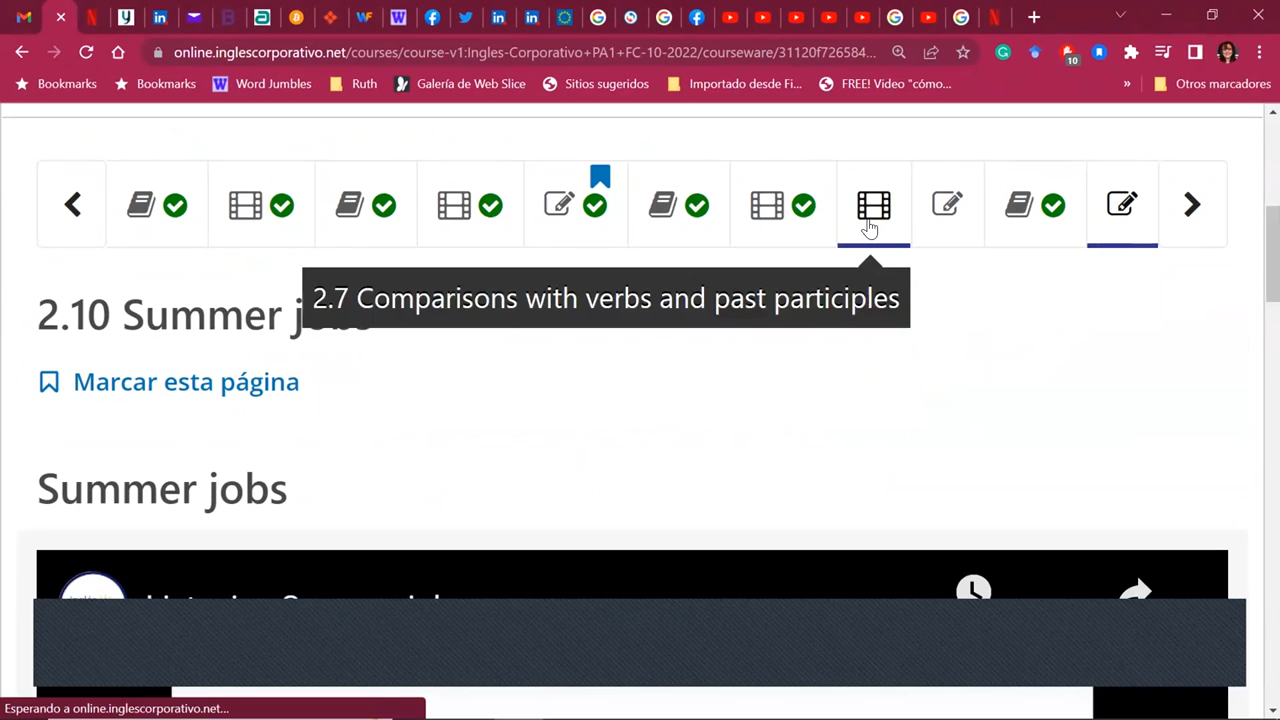 online.inglescorporativo.net/courses/course-v1:Ingles-Corporativo+PA1+FC-10-2022/courseware/31120f726584...
10
Bookmarks
Bookmarks
Word Jumbles
Ruth
Galería de Web Slice
Sitios sugeridos
Importado desde Fi...
FREE! Video "cómo...
»
Otros marcadores
2.7 Comparisons with verbs and past participles
2.10 Summer
Marcar esta página
Summer jobs
Esperando a online.inglescorporativo.net...